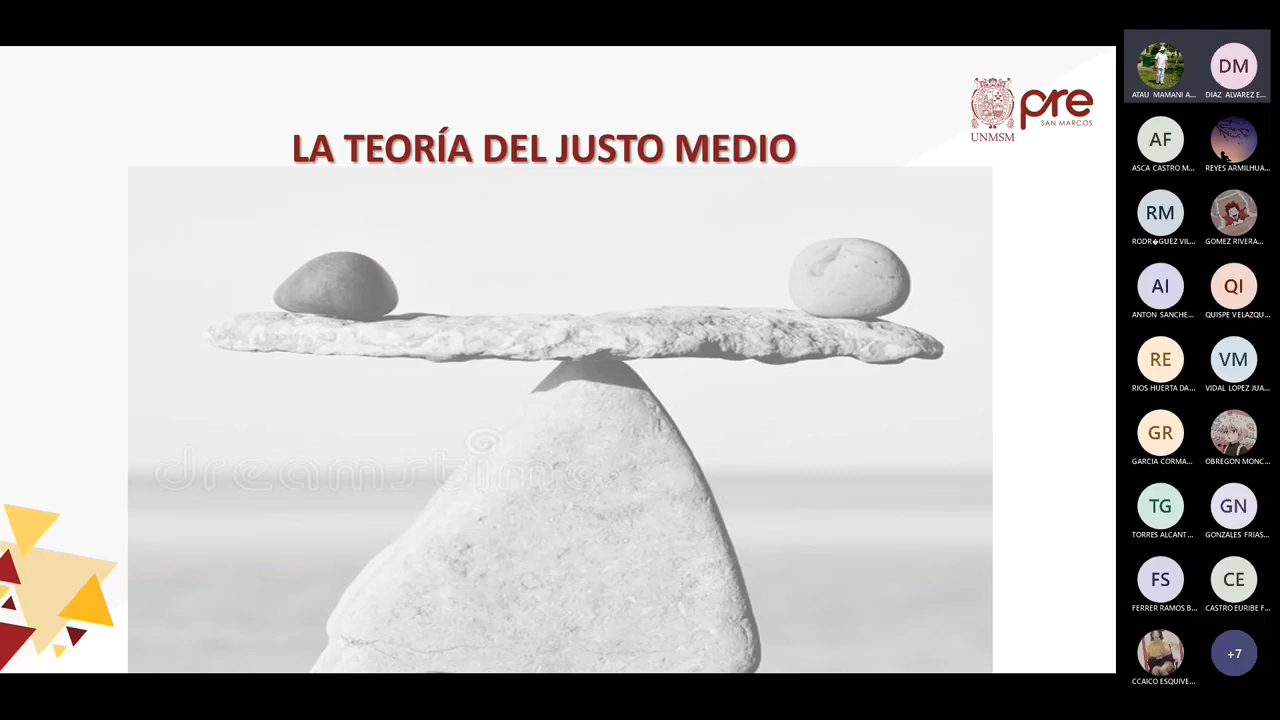 LA TEORÍA DEL JUSTO MEDIO
UNMSM
pre
SAN MARCOS
dreamstime
ATAU MAMANI A...
DM
DIAZ ALVAREZ E...
AF
ASCA CASTRO M...
REYES ARMILHUA...
RM
RODR�GUEZ VIL...
GOMEZ RIVERA...
AI
ANTON SANCHE...
QI
QUISPE VELAZQU...
RE
RIOS HUERTA DA...
VM
VIDAL LOPEZ JUA...
GR
GARCIA CORMA...
OBREGON MONC...
TG
TORRES ALCANT...
GN
GONZALES FRIAS...
FS
FERRER RAMOS B...
CE
CASTRO EURIBE F...
CCAICO ESQUIVE...
+7